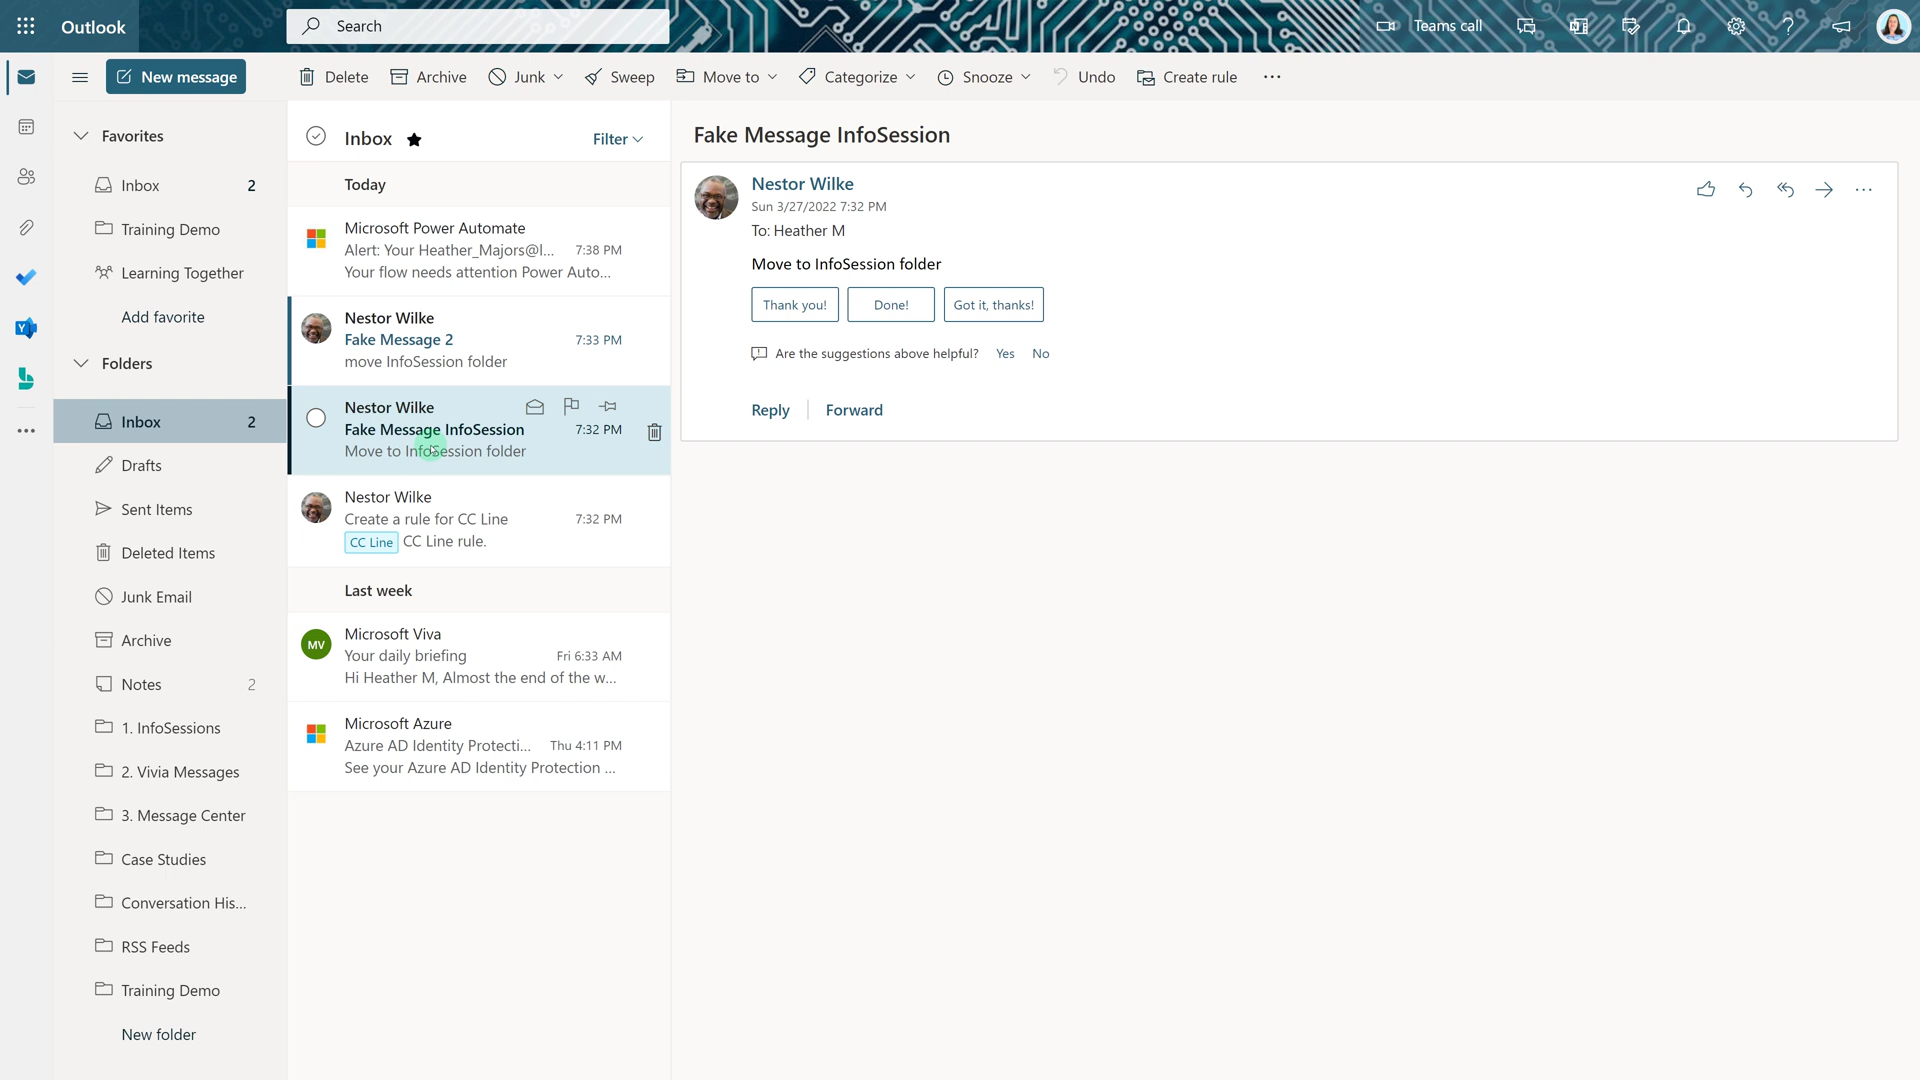 Outlook
Search
Teams call
New message
Delete
Archive
Junk
Sweep
Move to
Categorize
Snooze
Undo
Create rule
Favorites
Inbox 2
Training Demo
Learning Together
Add favorite
Folders
Inbox 2
Drafts
Sent Items
Deleted Items
Junk Email
Archive
Notes 2
1. InfoSessions
2. Vivia Messages
3. Message Center
Case Studies
Conversation His...
RSS Feeds
Training Demo
New folder
Inbox
Filter
Today
Microsoft Power Automate
Alert: Your Heather_Majors@l... 7:38 PM
Your flow needs attention Power Auto...
Nestor Wilke
Fake Message 2 7:33 PM
move InfoSession folder
Nestor Wilke
Fake Message InfoSession 7:32 PM
Move to InfoSession folder
Nestor Wilke
Create a rule for CC Line 7:32 PM
CC Line CC Line rule.
Last week
MV
Microsoft Viva
Your daily briefing Fri 6:33 AM
Hi Heather M, Almost the end of the w...
Microsoft Azure
Azure AD Identity Protecti... Thu 4:11 PM
See your Azure AD Identity Protection ...
Fake Message InfoSession
Nestor Wilke
Sun 3/27/2022 7:32 PM
To: Heather M
Move to InfoSession folder
Thank you! Done! Got it, thanks!
Are the suggestions above helpful? Yes No
Reply Forward